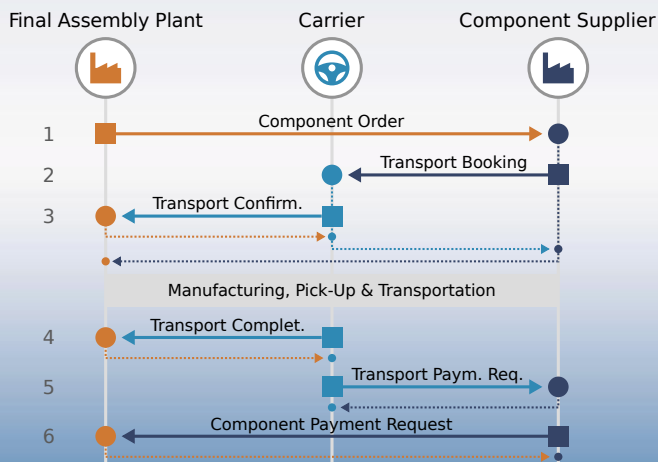 Final Assembly Plant
Carrier
Component Supplier
1
Component Order
2
Transport Booking
3
Transport Confirm.
Manufacturing, Pick-Up & Transportation
4
Transport Complet.
5
Transport Paym. Req.
6
Component Payment Request